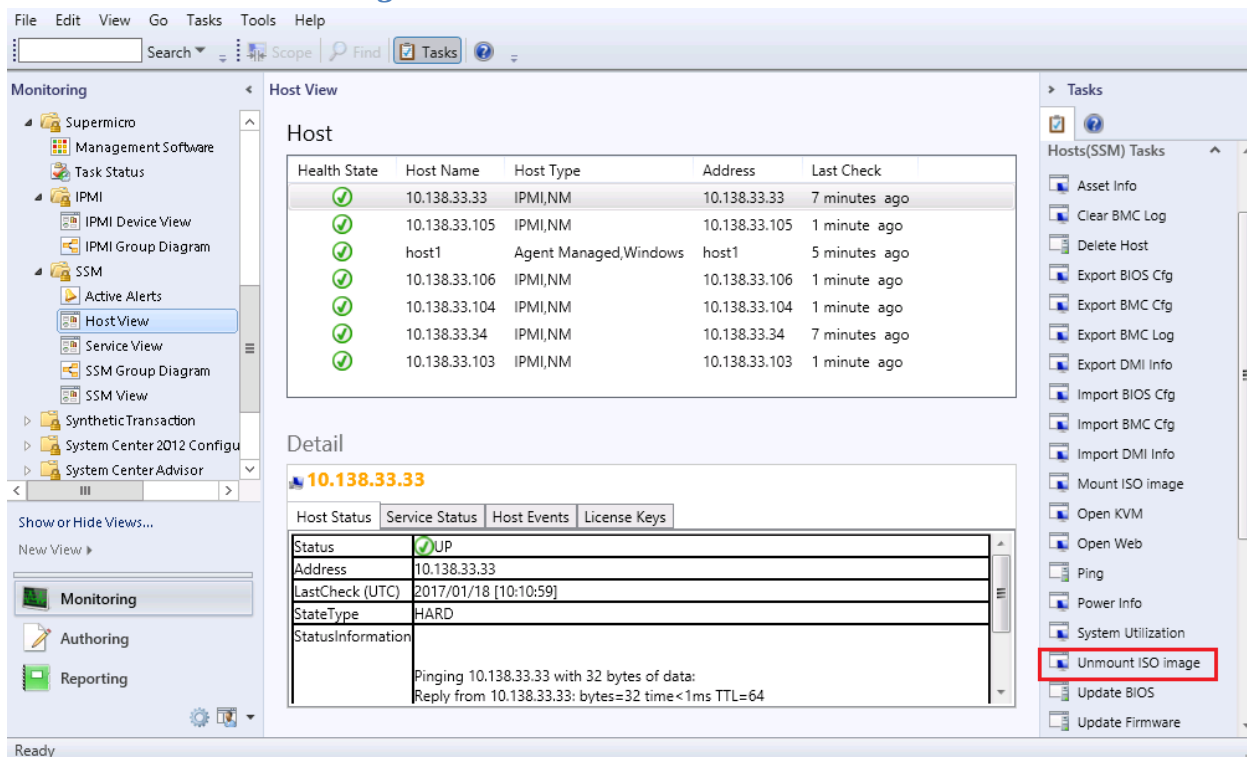 File Edit View Go Tasks Tools Help
Search Scope Find Tasks
Monitoring
Supermicro
Management Software
Task Status
IPMI
IPMI Device View
IPMI Group Diagram
SSM
Active Alerts
Host View
Service View
SSM Group Diagram
SSM View
Synthetic Transaction
System Center 2012 Configu
System Center Advisor
Show or Hide Views...
New View
Monitoring
Authoring
Reporting
Host View
Host
Health State Host Name Host Type Address Last Check
10.138.33.33 IPMI,NM 10.138.33.33 7 minutes ago
10.138.33.105 IPMI,NM 10.138.33.105 1 minute ago
host1 Agent Managed,Windows host1 5 minutes ago
10.138.33.106 IPMI,NM 10.138.33.106 1 minute ago
10.138.33.104 IPMI,NM 10.138.33.104 1 minute ago
10.138.33.34 IPMI,NM 10.138.33.34 7 minutes ago
10.138.33.103 IPMI,NM 10.138.33.103 1 minute ago
Detail
10.138.33.33
Host Status Service Status Host Events License Keys
Status UP
Address 10.138.33.33
LastCheck (UTC) 2017/01/18 [10:10:59]
StateType HARD
StatusInformation
Pinging 10.138.33.33 with 32 bytes of data:
Reply from 10.138.33.33: bytes=32 time<1ms TTL=64
Tasks
Hosts(SSM) Tasks
Asset Info
Clear BMC Log
Delete Host
Export BIOS Cfg
Export BMC Cfg
Export BMC Log
Export DMI Info
Import BIOS Cfg
Import BMC Cfg
Import DMI Info
Mount ISO image
Open KVM
Open Web
Ping
Power Info
System Utilization
Unmount ISO image
Update BIOS
Update Firmware
Ready